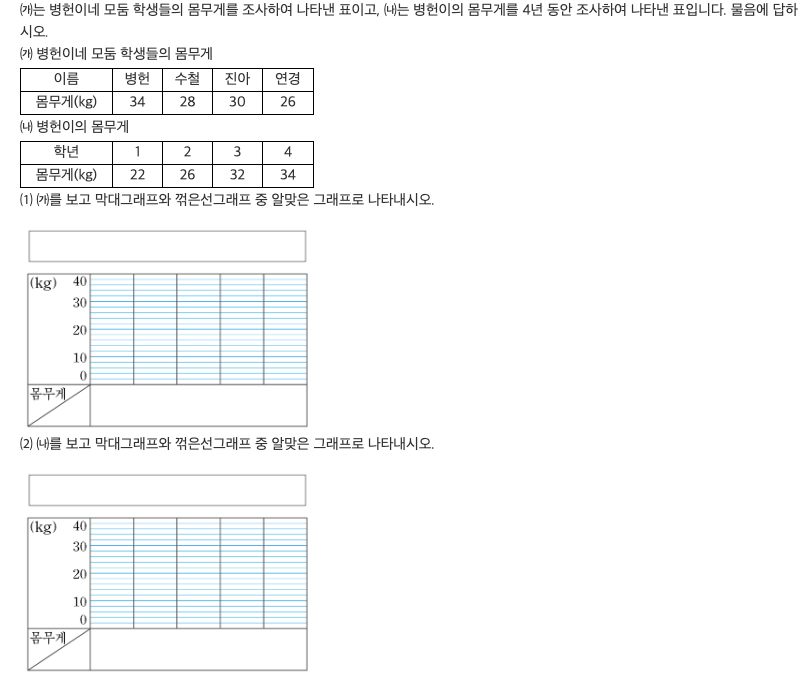 ㈎는 병헌이네 모둠 학생들의 몸무게를 조사하여 나타낸 표이고, ㈏는 병헌이의 몸무게를 4년 동안 조사하여 나타낸 표입니다. 물음에 답하
시오.
㈎ 병헌이네 모둠 학생들의 몸무게
이름 병헌 수철 진아 연경
몸무게(kg) 34 28 30 26
㈏ 병헌이의 몸무게
학년 1 2 3 4
몸무게(kg) 22 26 32 34
(1) ㈎를 보고 막대그래프와 꺾은선그래프 중 알맞은 그래프로 나타내시오.
(kg) 40
30
20
10
0
몸무게
(2) ㈏를 보고 막대그래프와 꺾은선그래프 중 알맞은 그래프로 나타내시오.
(kg) 40
30
20
10
0
몸무게